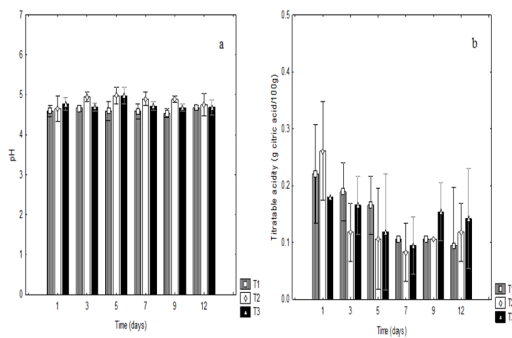 a
7
6
5
4
3
2
1
0
pH
1 3 5 7 9 12
Time (days)
T1
T2
T3
b
0.5
0.4
0.3
0.2
0.1
0.0
Titratable acidity (g citric acid/100g)
1 3 5 7 9 12
Time (days)
T
T
T